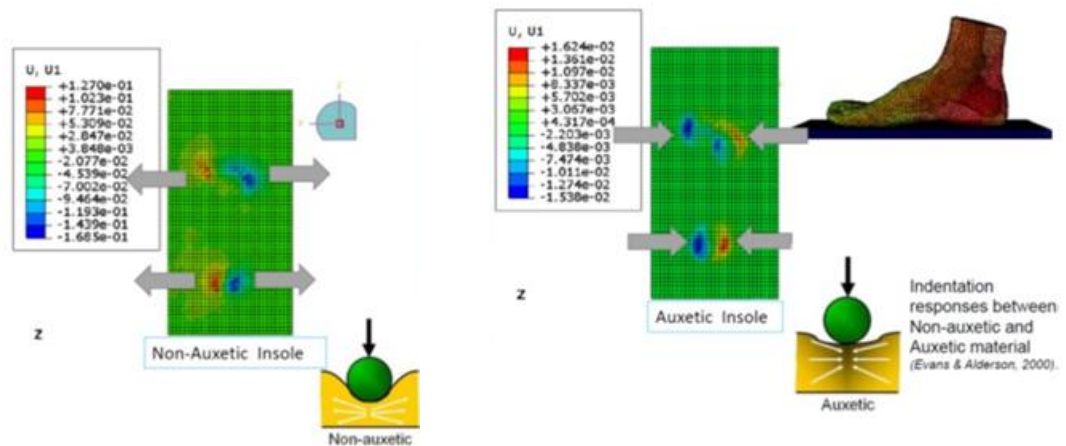 U, U1
+1.270e-01
+1.023e-01
+7.771e-02
+5.309e-02
+2.847e-02
+3.848e-03
-2.077e-02
-4.539e-02
-7.002e-02
-9.464e-02
-1.193e-01
-1.439e-01
-1.685e-01
z
Non-Auxetic Insole
Non-auxetic
U, U1
+1.624e-02
+1.361e-02
+1.097e-02
+8.337e-03
+5.702e-03
+3.067e-03
+4.317e-04
-2.203e-03
-4.838e-03
-7.474e-03
-1.011e-02
-1.274e-02
-1.538e-02
z
Auxetic Insole
Auxetic
Indentation
responses between
Non-auxetic and
Auxetic material
(Evans & Alderson, 2000).